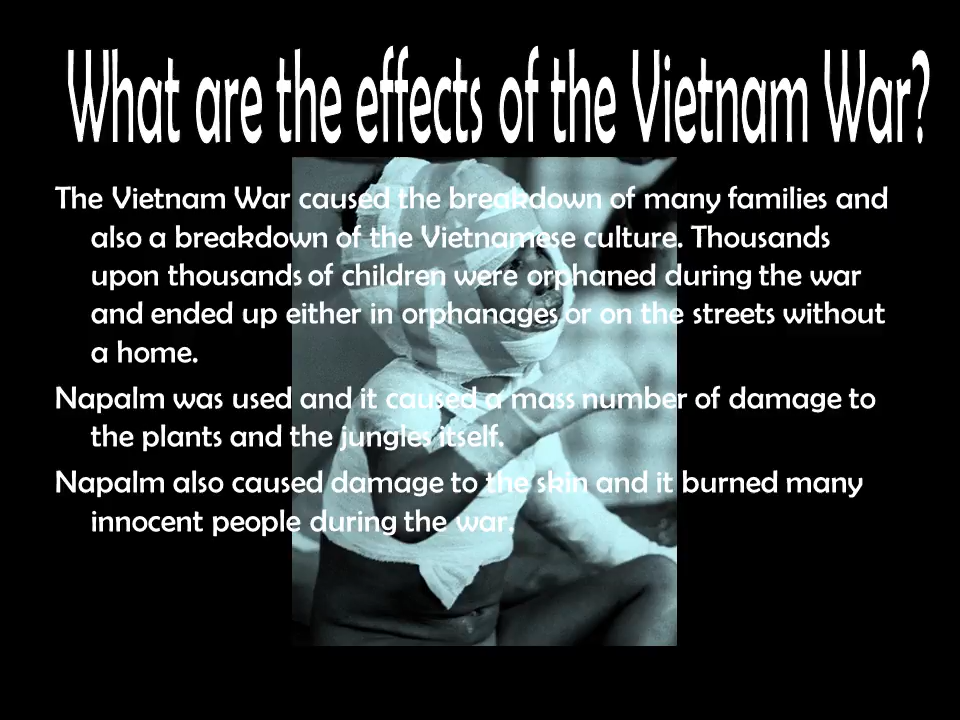 What are the effects of the Vietnam War?
The Vietnam War caused the breakdown of many families and
also a breakdown of the Vietnamese culture. Thousands
upon thousands of children were orphaned during the war
and ended up either in orphanages or on the streets without
a home.
Napalm was used and it caused a mass number of damage to
the plants and the jungles itself.
Napalm also caused damage to the skin and it burned many
innocent people during the war.